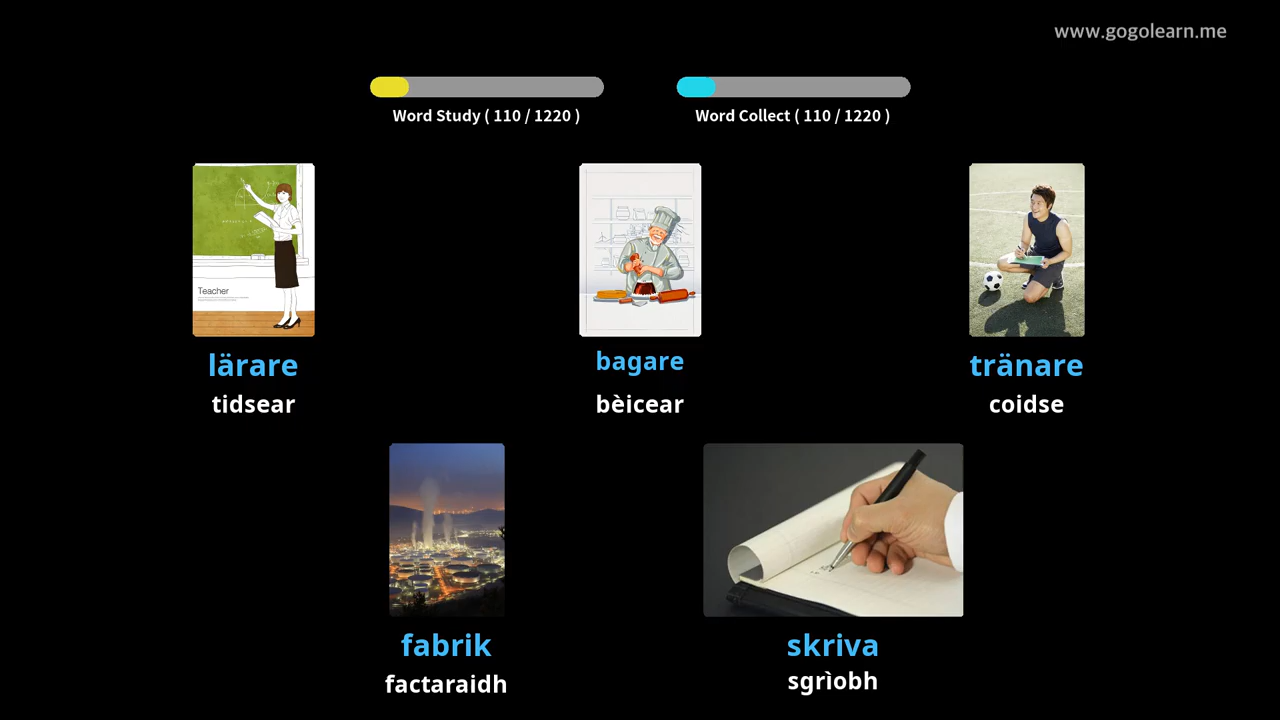 www.gogolearn.me
Word Study ( 110 / 1220 )
Word Collect ( 110 / 1220 )
Teacher
lärare
bagare
tränare
tidsear
bèicear
coidse
fabrik
skriva
factaraidh
sgrìobh